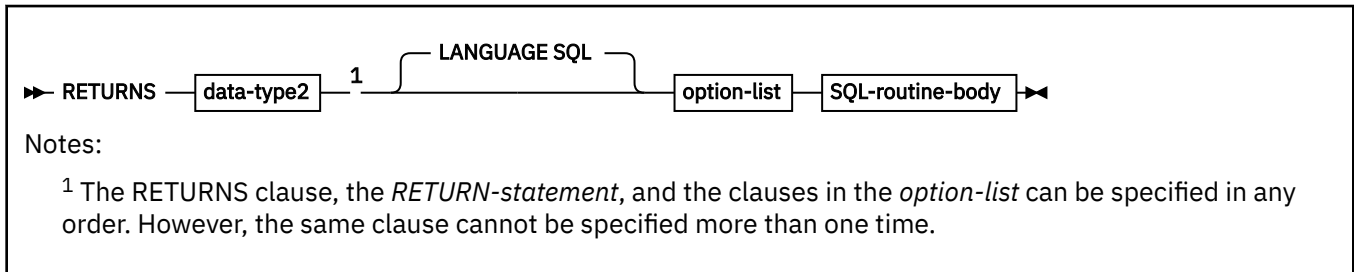 LANGUAGE SQL
RETURNS data-type2 1 option-list SQL-routine-body
Notes:
1 The RETURNS clause, the RETURN-statement, and the clauses in the option-list can be specified in any
order. However, the same clause cannot be specified more than one time.